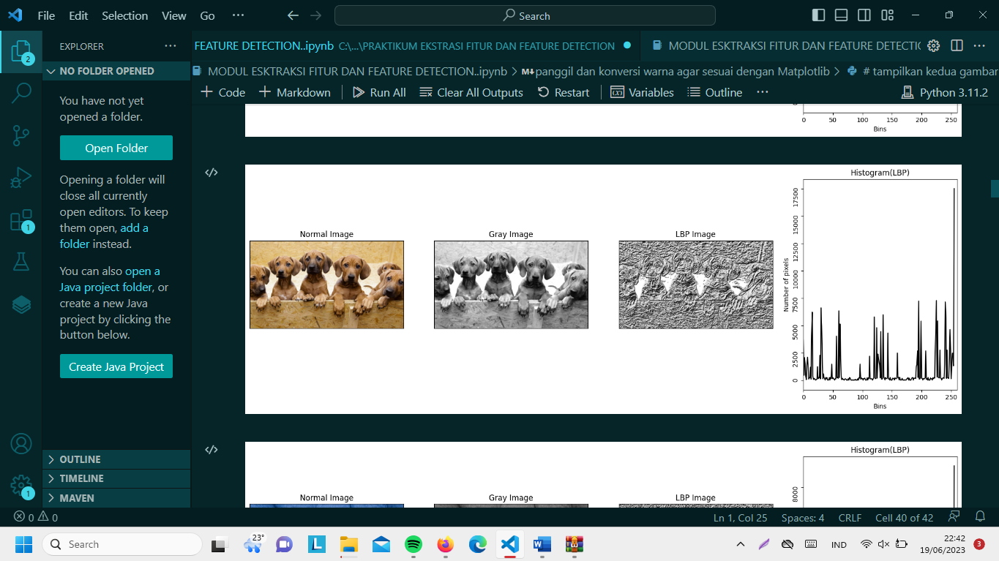 File Edit Selection View Go ···
Search
EXPLORER
2
NO FOLDER OPENED
You have not yet
opened a folder.
Open Folder
Opening a folder will
close all currently
open editors. To keep
them open, add a
folder instead.
1
You can also open a
Java project folder, or
create a new Java
project by clicking the
button below.
Create Java Project
OUTLINE
TIMELINE
MAVEN
1
FEATURE DETECTION..ipynb C:\...\PRAKTIKUM EKSTRASI FITUR DAN FEATURE DETECTION
MODUL ESKTRAKSI FITUR DAN FEATURE DETECTIO
MODUL ESKTRAKSI FITUR DAN FEATURE DETECTION..ipynb > M↓panggil dan konversi warna agar sesuai dengan Matplotlib > # tampilkan kedua gambar
+ Code + Markdown Run All Clear All Outputs Restart Variables Outline ··· Python 3.11.2
0 50 100 150 200 250
Bins
Normal Image
Gray Image
LBP Image
Histogram(LBP)
17500
15000
12500
10000
7500
5000
2500
0
Number of pixels
0 50 100 150 200 250
Bins
Histogram(LBP)
8000
Normal Image
Gray Image
LBP Image
0 0
Ln 1, Col 25 Spaces: 4 CRLF Cell 40 of 42
Search
23°
L
W
IND
22:42
19/06/2023
3